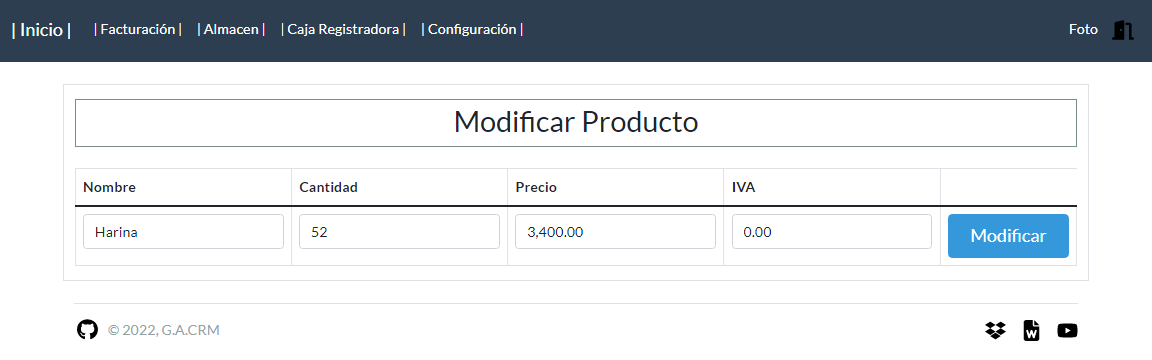 | Inicio | | Facturación | | Almacen | | Caja Registradora | | Configuración | Foto
Modificar Producto
Nombre Cantidad Precio IVA
Harina 52 3,400.00 0.00 Modificar
© 2022, G.A.CRM W